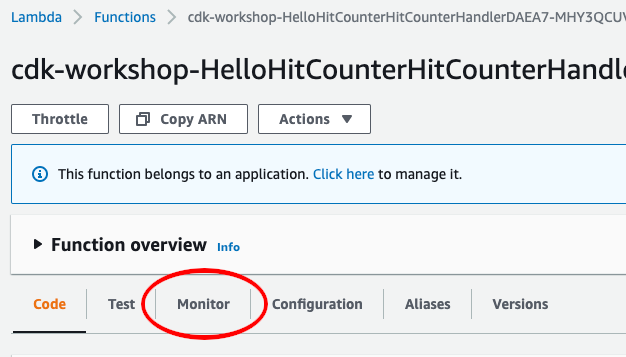 Lambda > Functions > cdk-workshop-HelloHitCounterHitCounterHandlerDAEA7-MHY3QCUV
cdk-workshop-HelloHitCounterHitCounterHandle
Throttle Copy ARN Actions ▼
This function belongs to an application. Click here to manage it.
Function overview Info
Code Test Monitor Configuration Aliases Versions